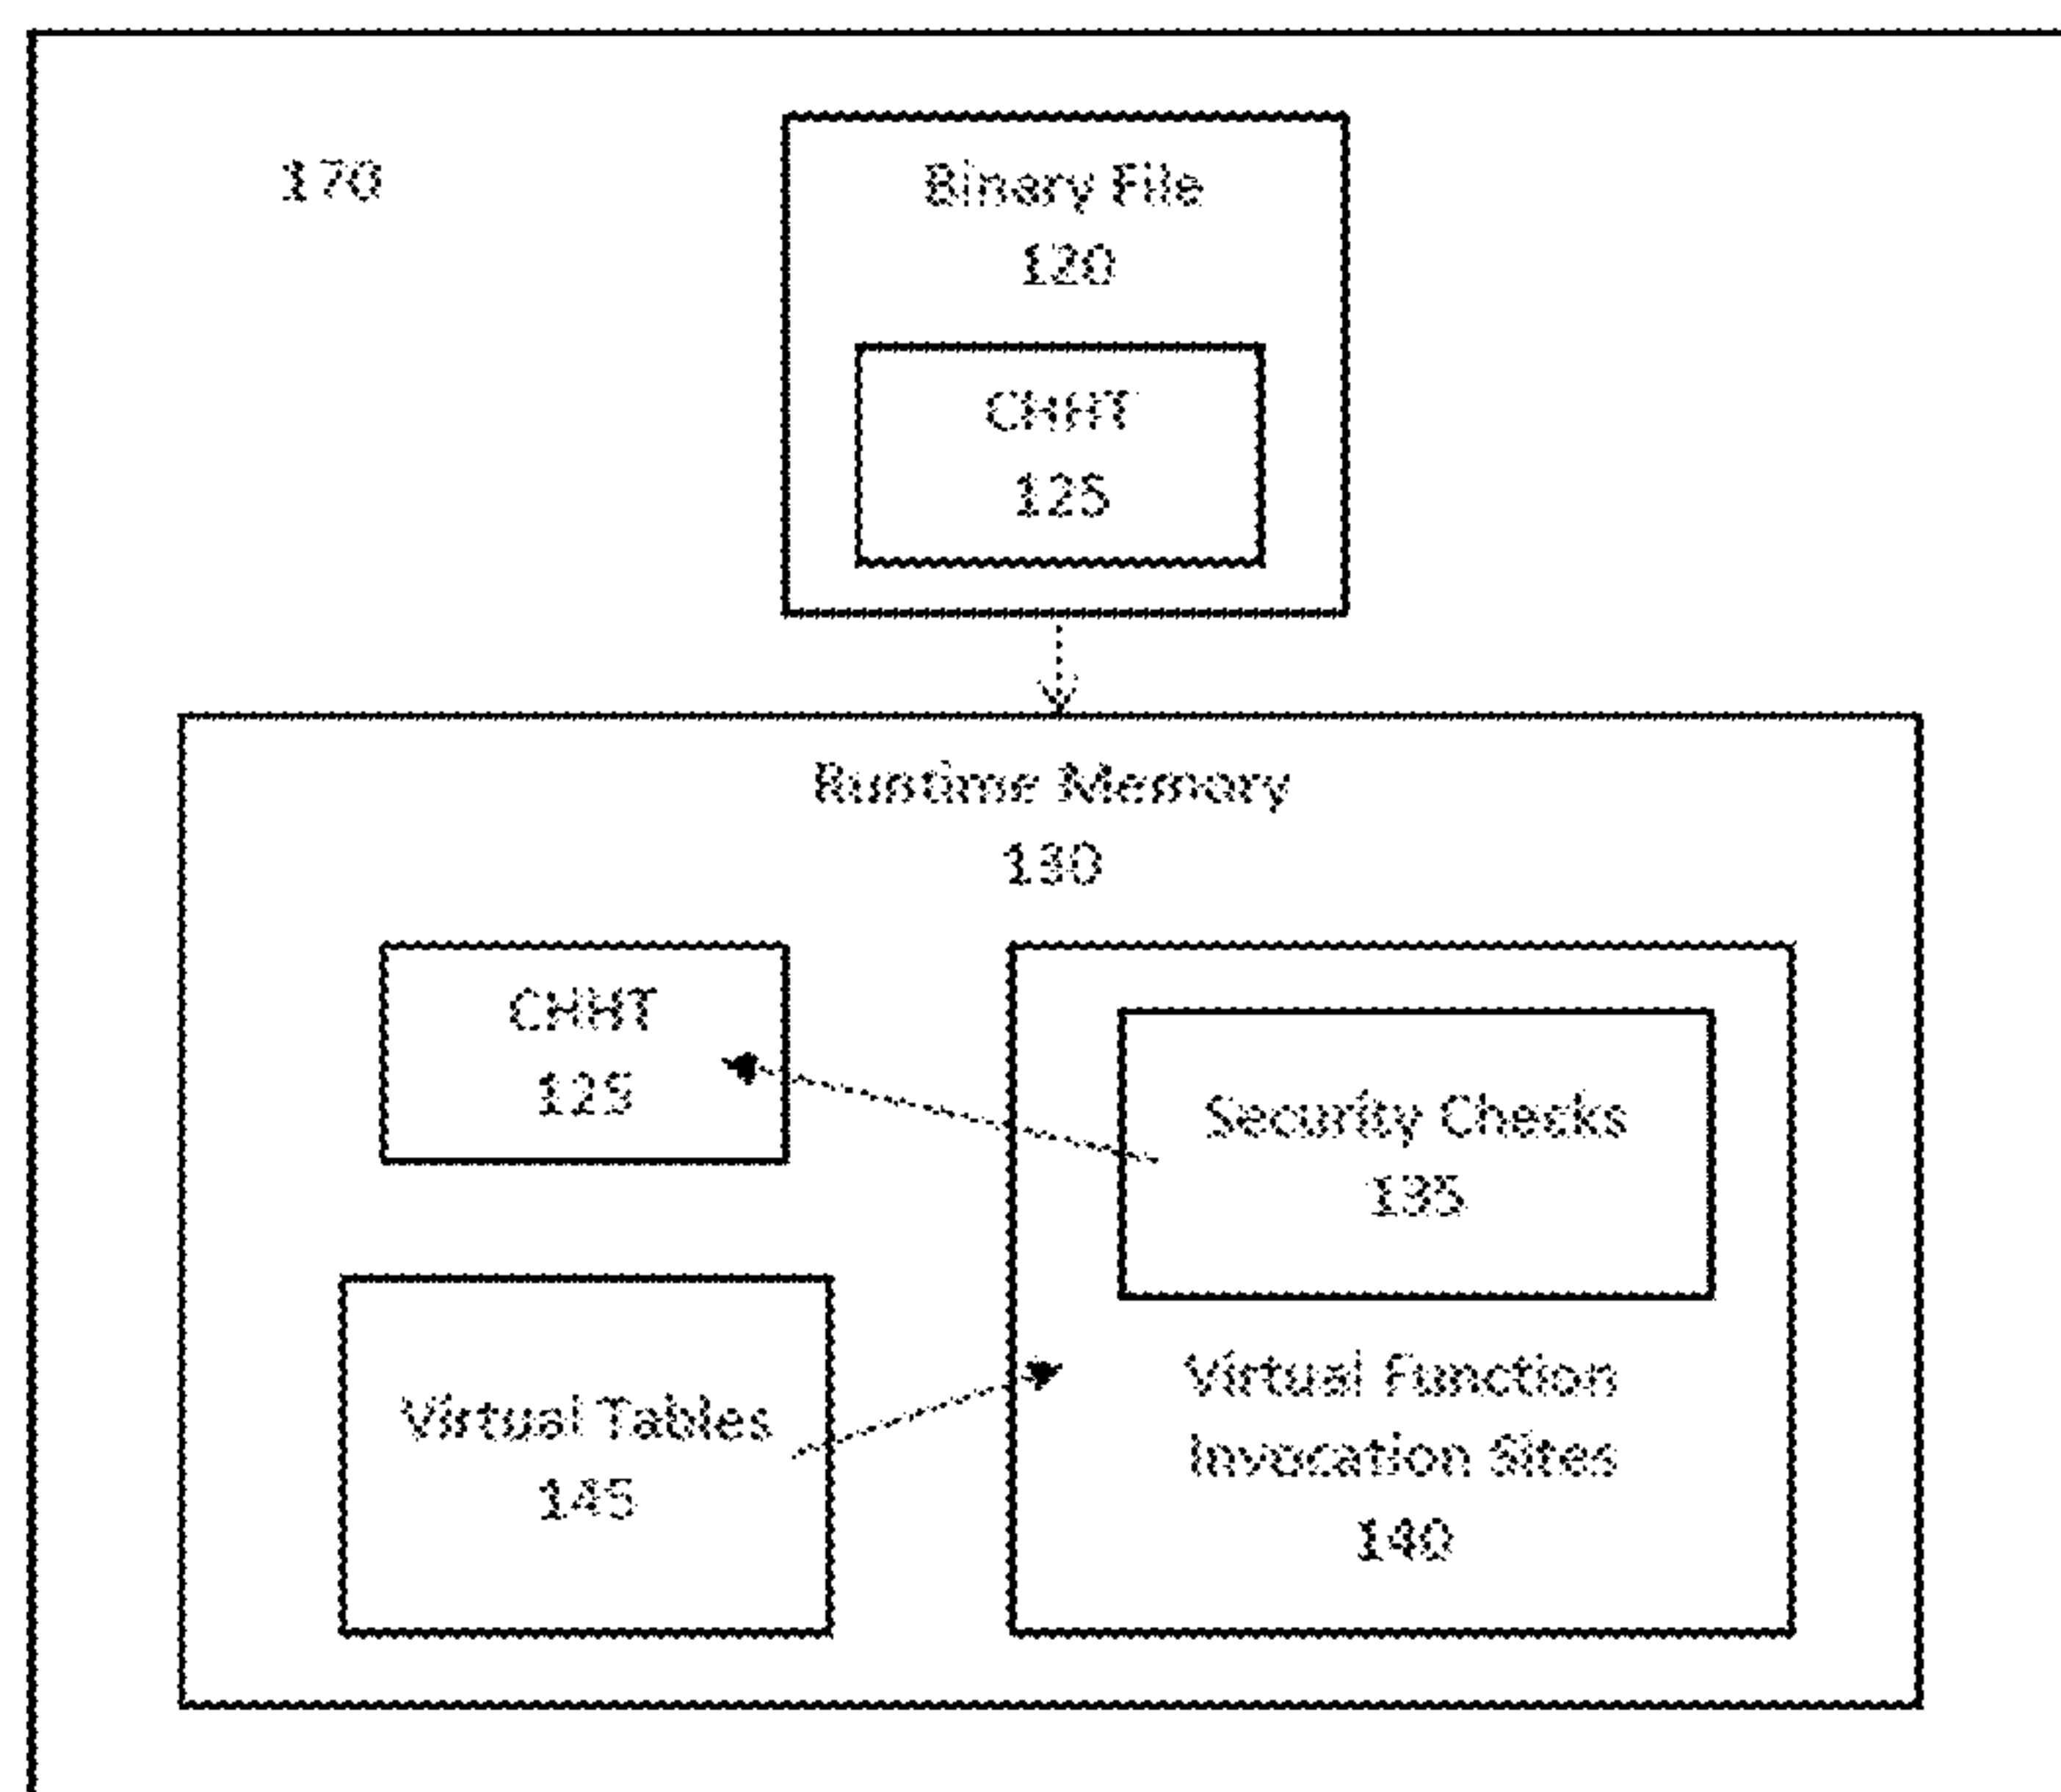 170
Binary File
120
CHHT
125
Runtime Memory
130
CHHT
125
Security Checks
135
Virtual Tables
145
Virtual Function
Invocation Sites
140